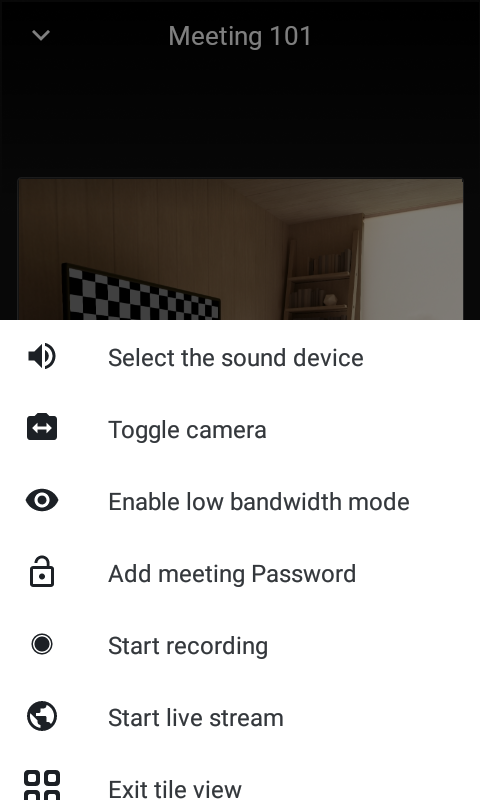 Meeting 101
Select the sound device
Toggle camera
Enable low bandwidth mode
Add meeting Password
Start recording
Start live stream
Exit tile view